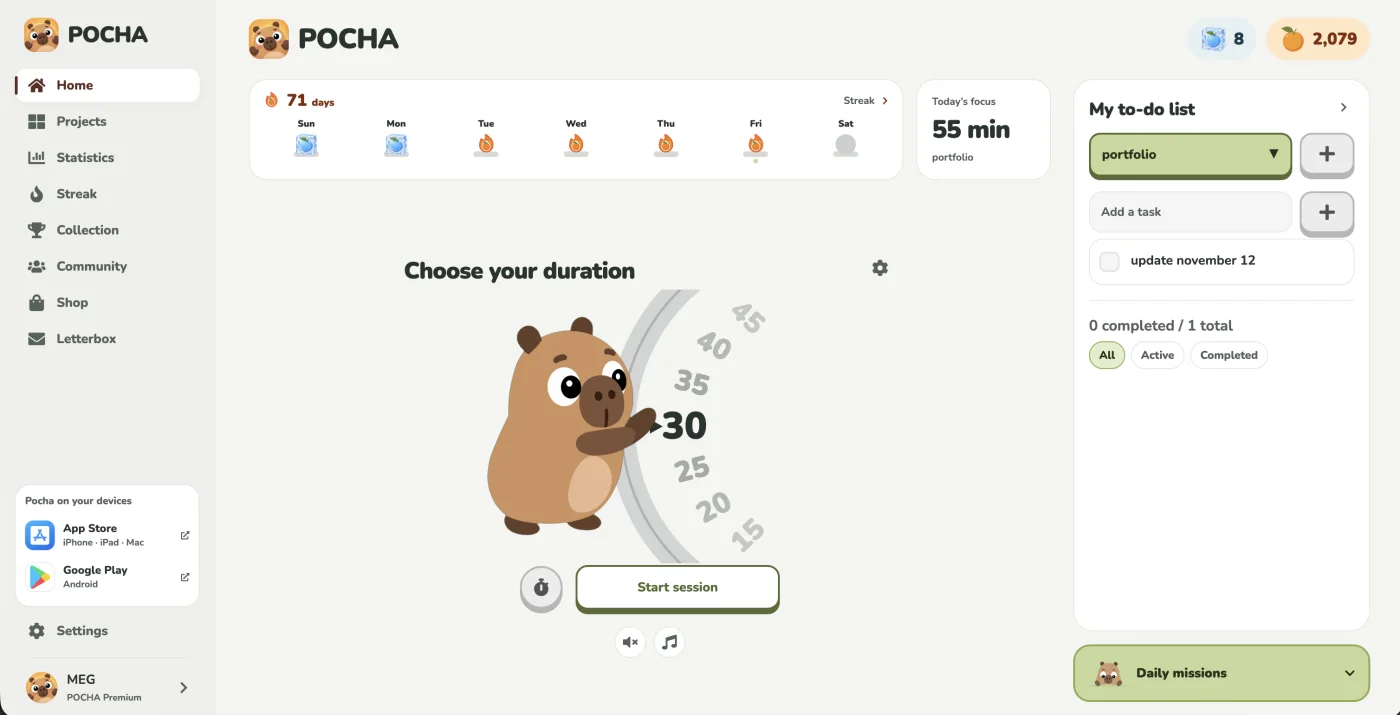 POCHA
Home
Projects
Statistics
Streak
Collection
Community
Shop
Letterbox
Pocha on your devices
App Store
iPhone · iPad · Mac
Google Play
Android
Settings
MEG
POCHA Premium
POCHA
8
2,079
71 days
Streak
Sun Mon Tue Wed Thu Fri Sat
Today's focus
55 min
portfolio
Choose your duration
45
40
35
30
25
20
15
Start session
My to-do list
portfolio
Add a task
update november 12
0 completed / 1 total
All Active Completed
Daily missions